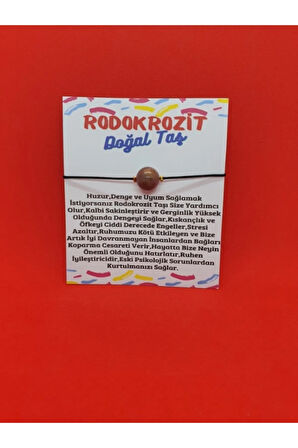 RODOKROZİT
Doğal Taş
Huzur,Denge ve Uyum Sağlamak
İstiyorsanız Rodokrozit Taşı Size Yardımcı
Olur,Kalbi Sakinleştirir ve Gerginlik Yüksek
Olduğunda Dengeyi Sağlar,Kıskançlık ve
Öfkeyi Ciddi Derecede Engeller,Stresi
Azaltır,Ruhumuzu Kötü Etkileyen ve Bize
Artık İyi Davranmayan İnsanlardan Bağları
Koparma Cesareti Verir,Hayatta Bize Neyin
Önemli Olduğunu Hatırlatır,Ruhen
İyileştiricidir,Eski Psikolojik Sorunlardan
Kurtulmanızı Sağlar.